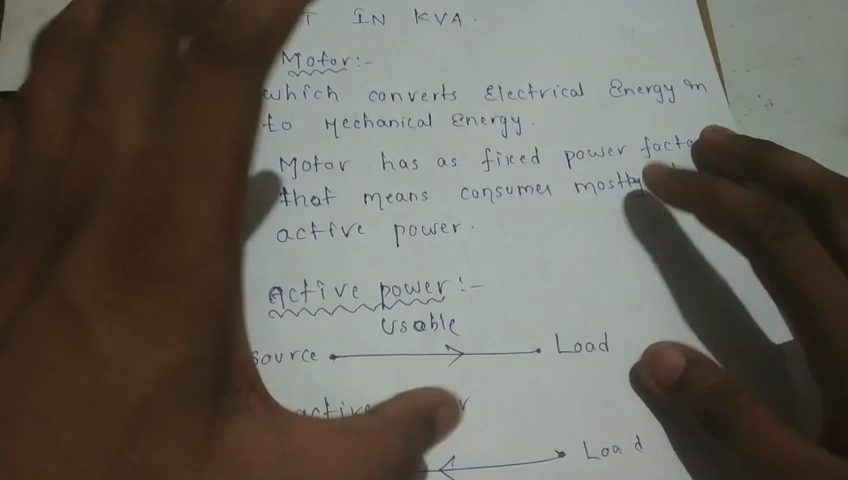 IN KVA.
Motor:-
which converts Electrical Energy in
to Mechanical Energy.
Motor has as fixed power
that means consumes mostly
active power.
Active power:-
Usable
source Load
Load